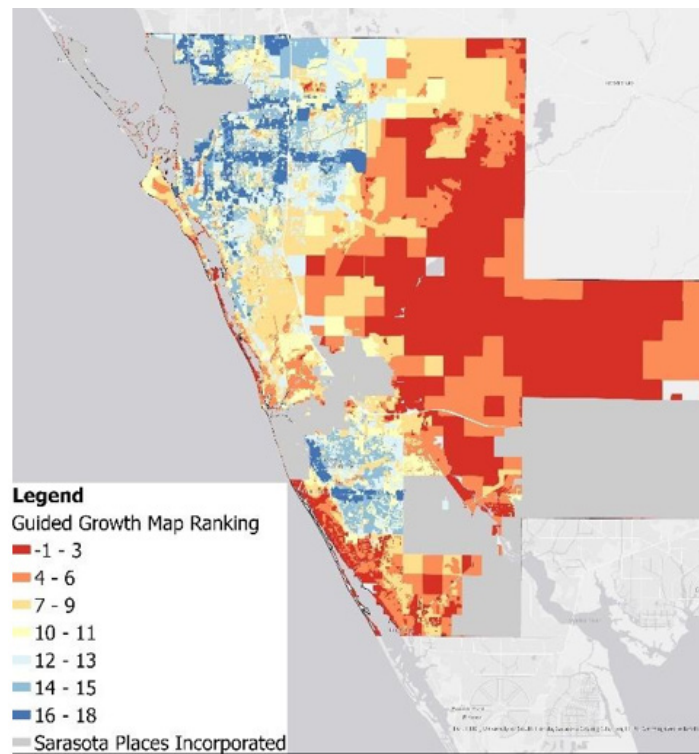 Legend
Guided Growth Map Ranking
-1 - 3
4 - 6
7 - 9
10 - 11
12 - 13
14 - 15
16 - 18
Sarasota Places Incorporated